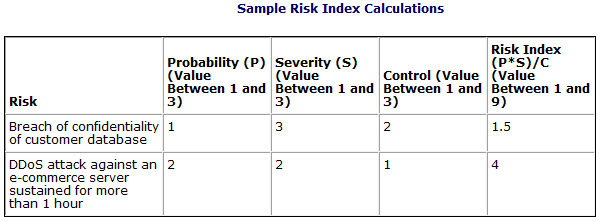 Sample Risk Index Calculations
Risk
Probability (P)
(Value
Between 1 and
3)
Severity (S)
(Value
Between 1 and
3)
Control (Value
Between 1 and
3)
Risk Index
(P*S)/C
(Value
Between 1 and
9)
Breach of confidentiality
of customer database
1
3
2
1.5
DDoS attack against an
e-commerce server
sustained for more
than 1 hour
2
2
1
4